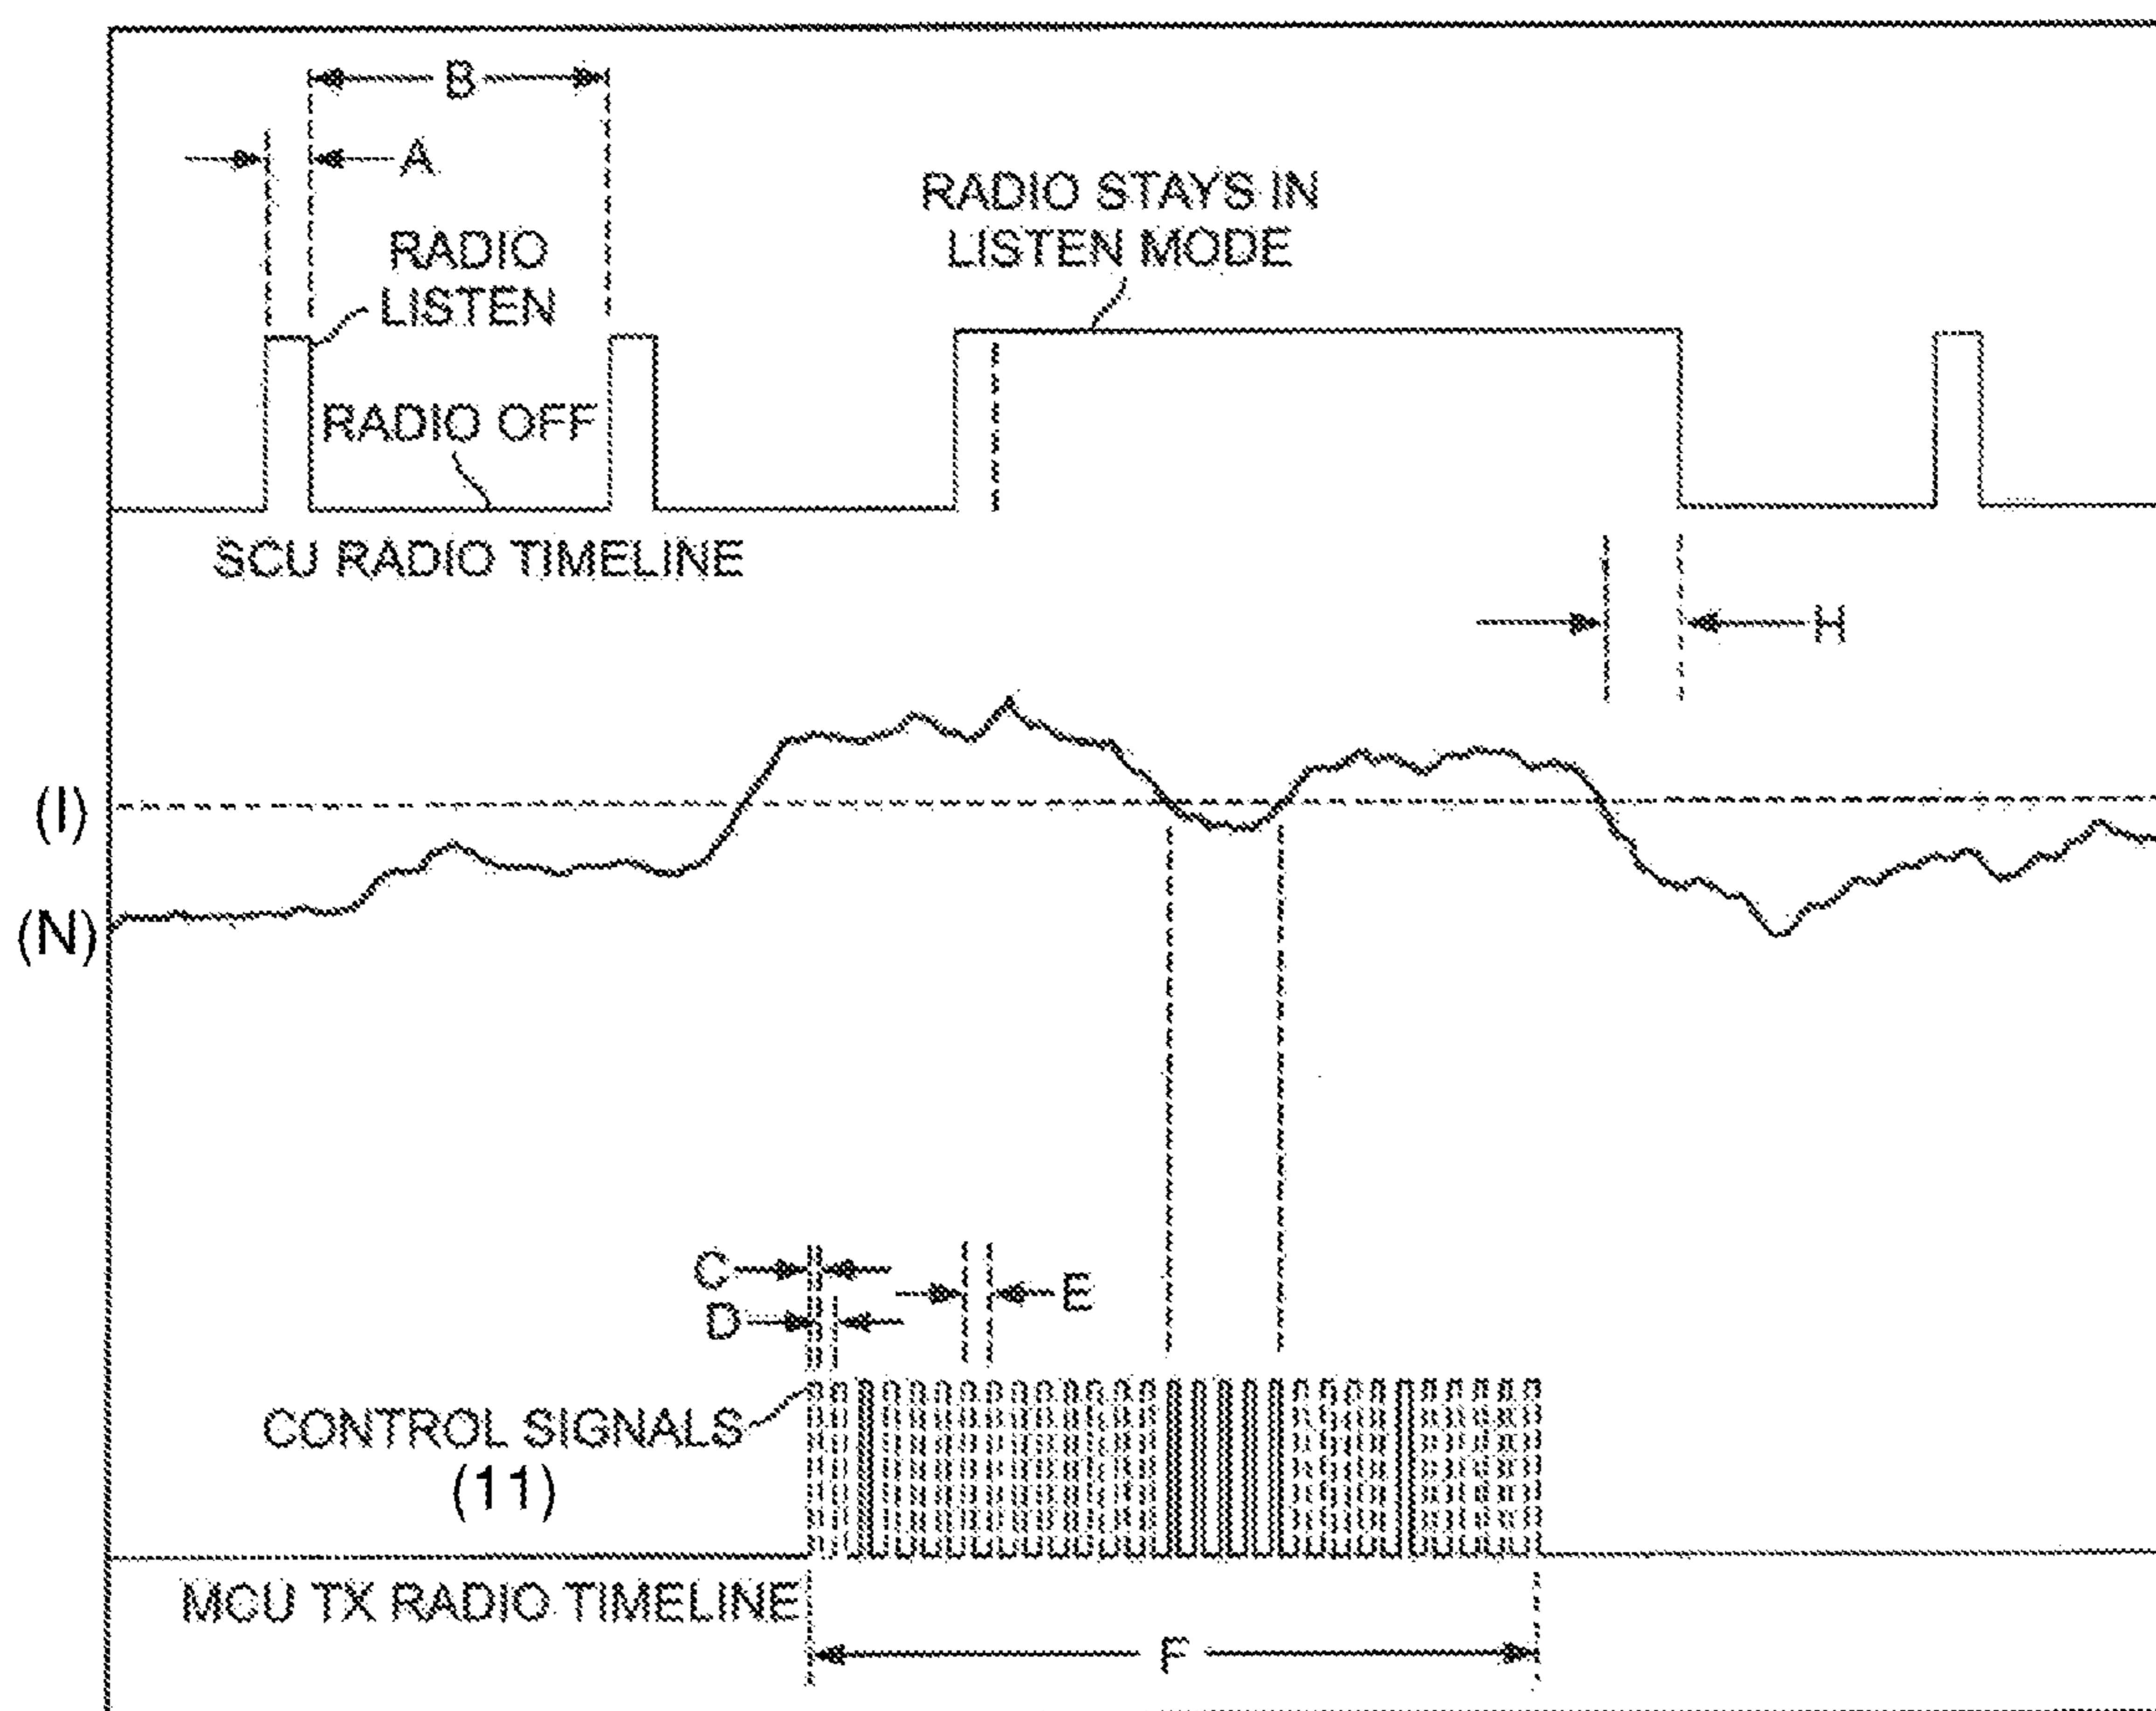 B
A
RADIO
LISTEN
RADIO STAYS IN
LISTEN MODE
RADIO OFF
SCU RADIO TIMELINE
H
(I)
(N)
C
E
D
CONTROL SIGNALS
(11)
MCU TX RADIO TIMELINE
F